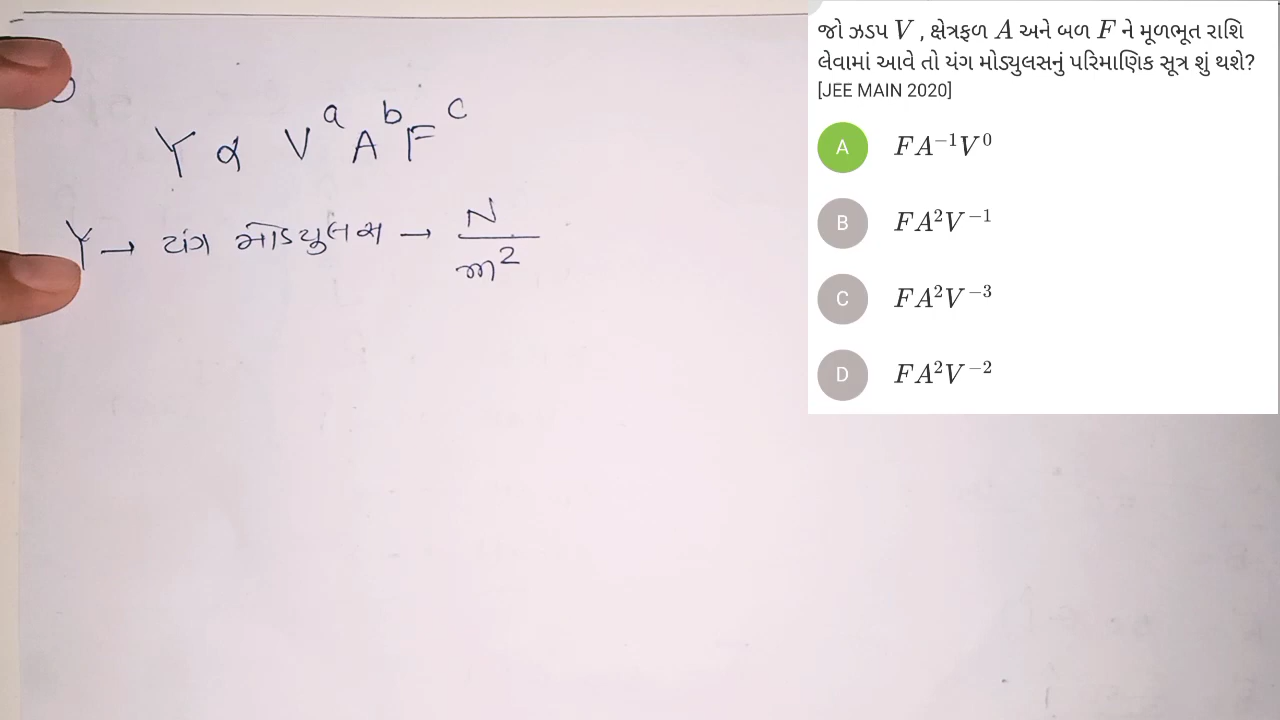 Y ∝ V^a A^b F^c
Y → યંગ મોડ્યુલસ → N/m²
જો ઝડપ V , ક્ષેત્રફળ A અને બળ F ને મૂળભૂત રાશિ
લેવામાં આવે તો યંગ મોડ્યુલસનું પરિમાણિક સૂત્ર શું થશે?
[JEE MAIN 2020]
A FA⁻¹V⁰
B FA²V⁻¹
C FA²V⁻³
D FA²V⁻²